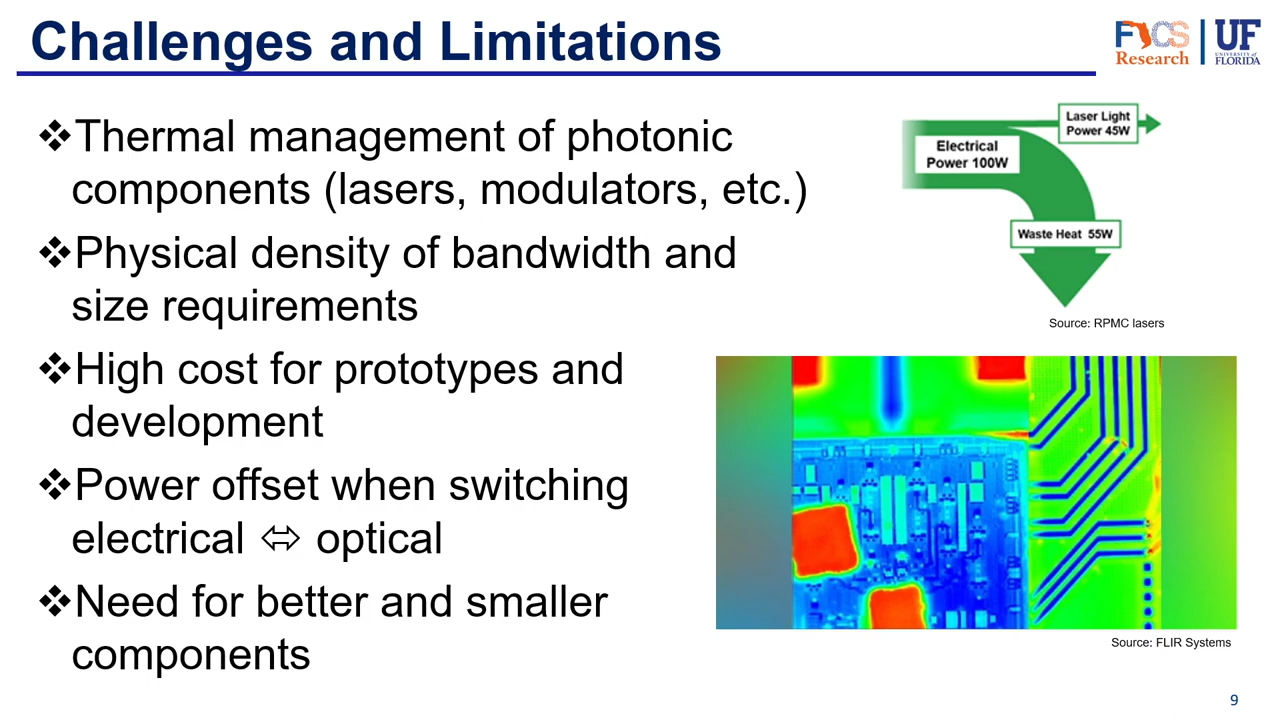 Challenges and Limitations
FICS
Research
UF
UNIVERSITY of
FLORIDA
❖Thermal management of photonic
components (lasers, modulators, etc.)
❖Physical density of bandwidth and
size requirements
❖High cost for prototypes and
development
❖Power offset when switching
electrical ⬄ optical
❖Need for better and smaller
components
Laser Light
Power 45W
Electrical
Power 100W
Waste Heat 55W
Source: RPMC lasers
Source: FLIR Systems
9